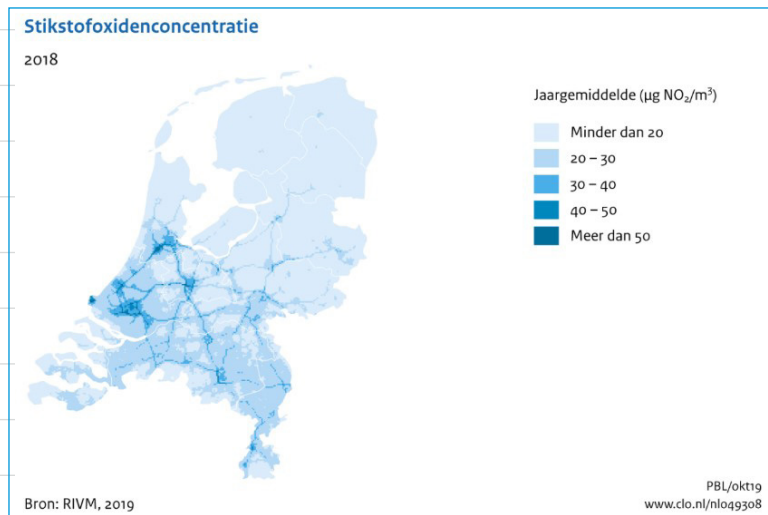 Stikstofoxidenconcentratie
2018
Jaargemiddelde (µg NO₂/m³)
Minder dan 20
20 – 30
30 – 40
40 – 50
Meer dan 50
Bron: RIVM, 2019
PBL/okt19
www.clo.nl/nl049308